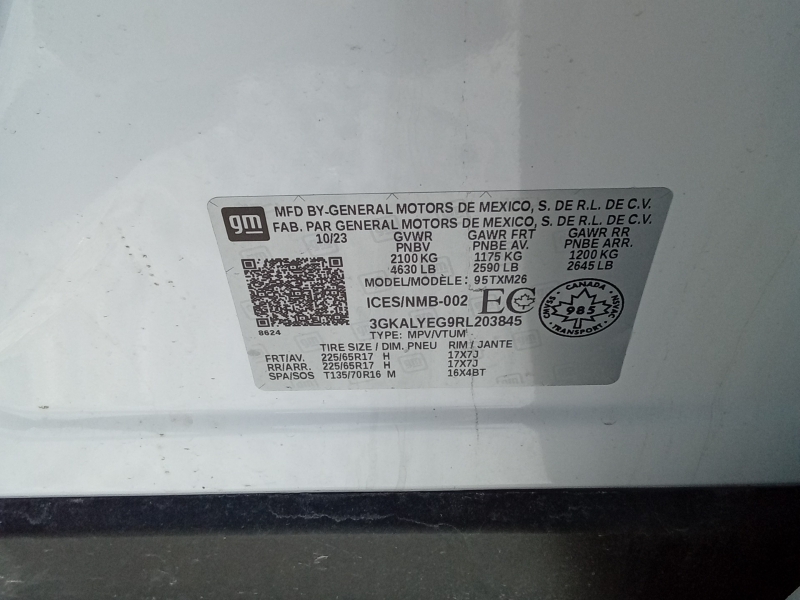 gm
MFD BY-GENERAL MOTORS DE MEXICO, S. DE R.L. DE C.V.
FAB. PAR GENERAL MOTORS DE MEXICO, S. DE R.L. DE C.V.
10/23 GVWR GAWR FRT GAWR RR
PNBV PNBE AV. PNBE ARR.
2100 KG 1175 KG 1200 KG
4630 LB 2590 LB 2645 LB
MODEL/MODÈLE: 95TXM26
ICES/NMB-002 EC
CANADA
985
TRANSPORT
NSVAC
3GKALYEG9RL203845
8624
TYPE: MPV/VTUM
TIRE SIZE / DIM. PNEU RIM / JANTE
FRT/AV. 225/65R17 H 17X7J
RR/ARR. 225/65R17 H 17X7J
SPA/SOS T135/70R16 M 16X4BT